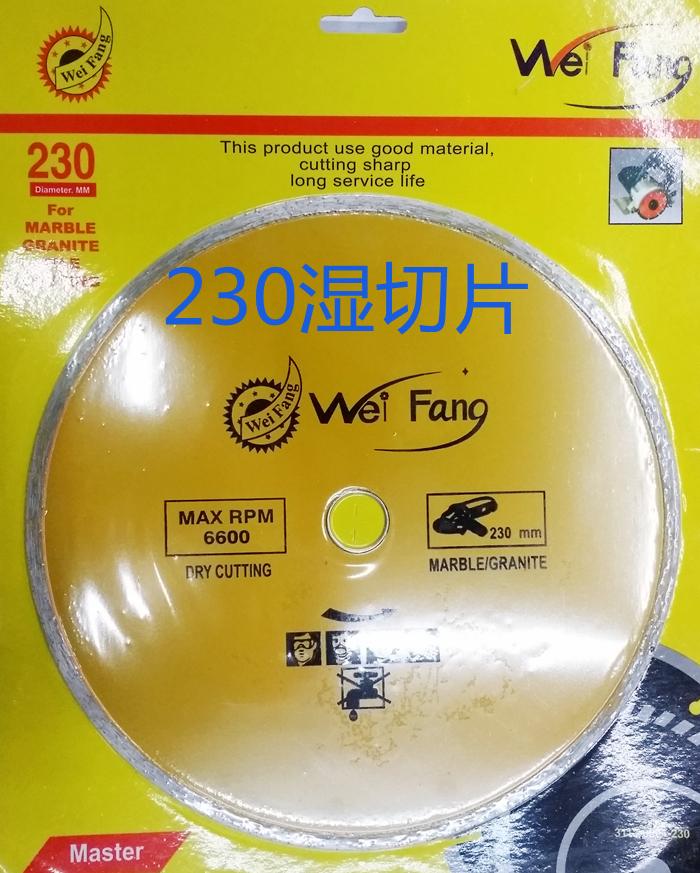 Wei Fang
Wei Fang
230
Diameter. MM
For
MARBLE
GRANITE
This product use good material,
cutting sharp
long service life
230湿切片
Wei Fang
Wei Fang
MAX RPM
6600
DRY CUTTING
230 mm
MARBLE/GRANITE
Master